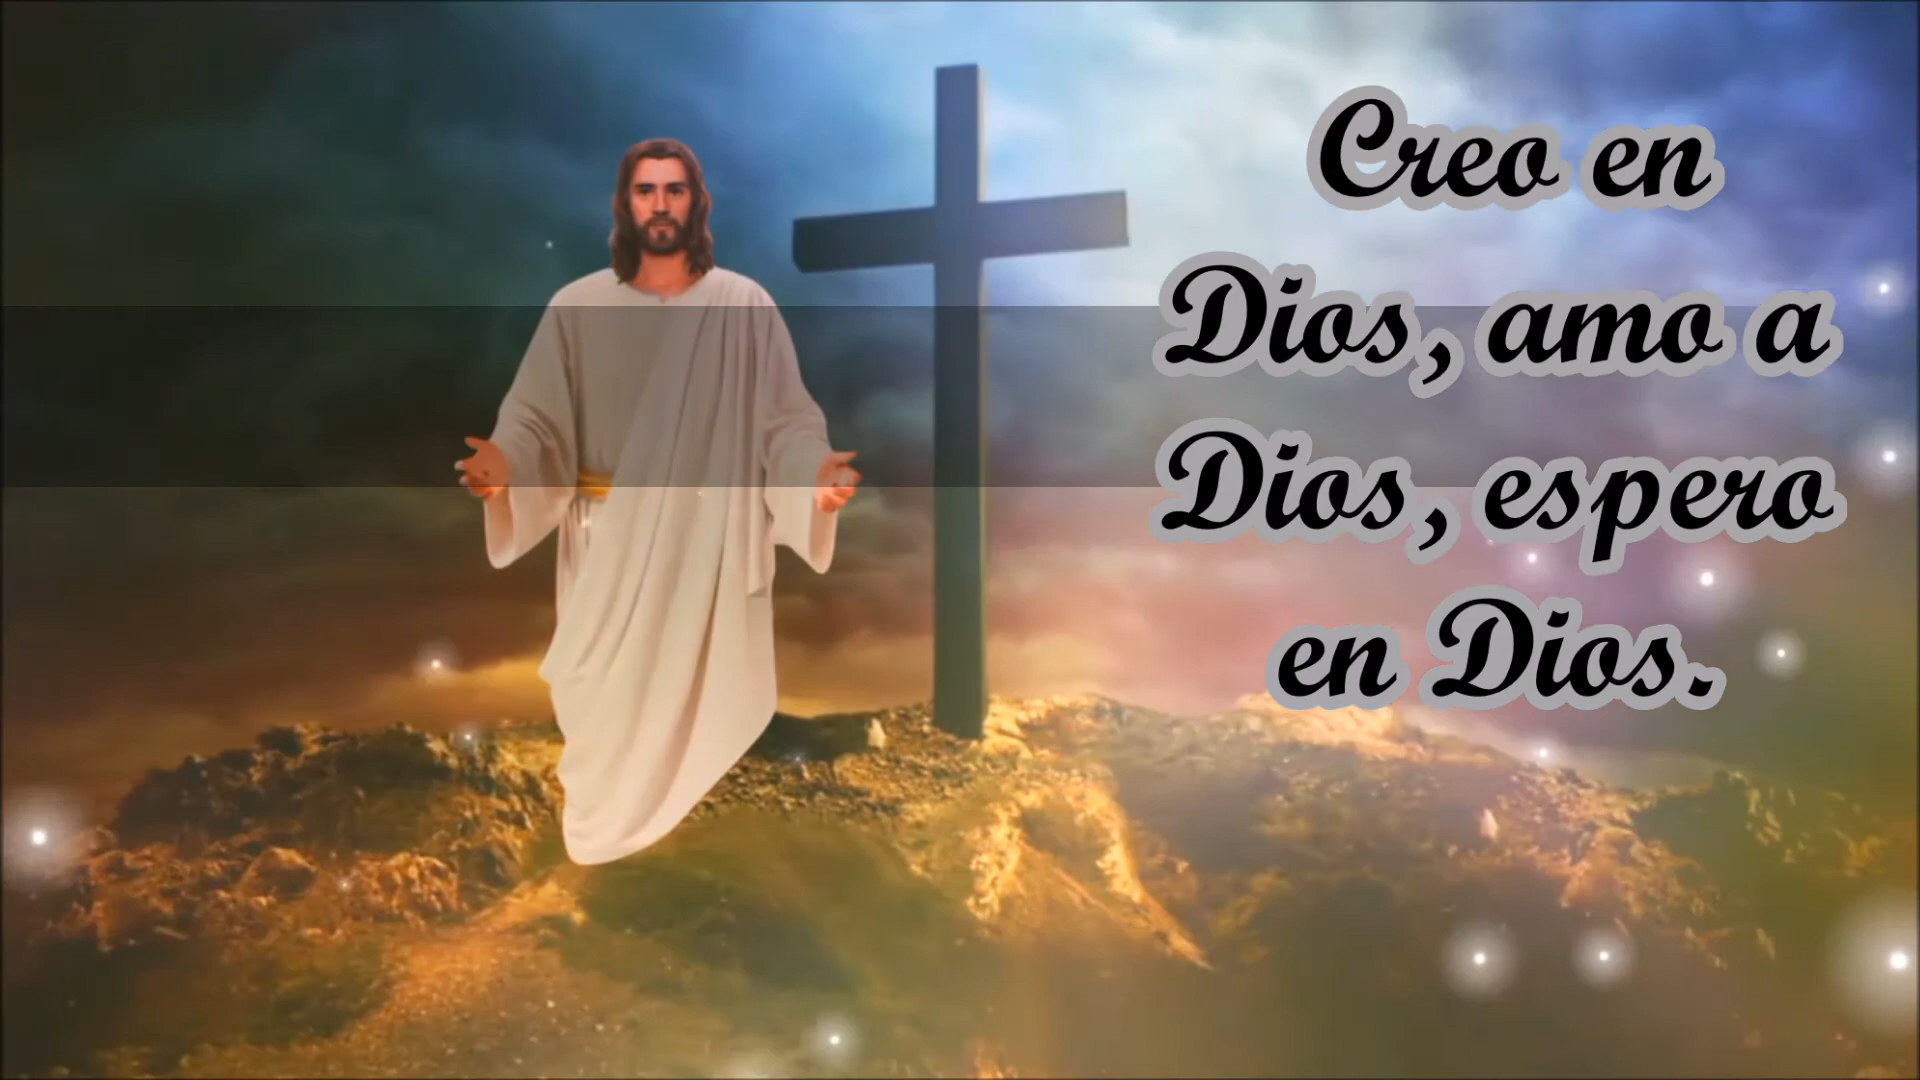 Creo en
Dios, amo a
Dios, espero
en Dios.